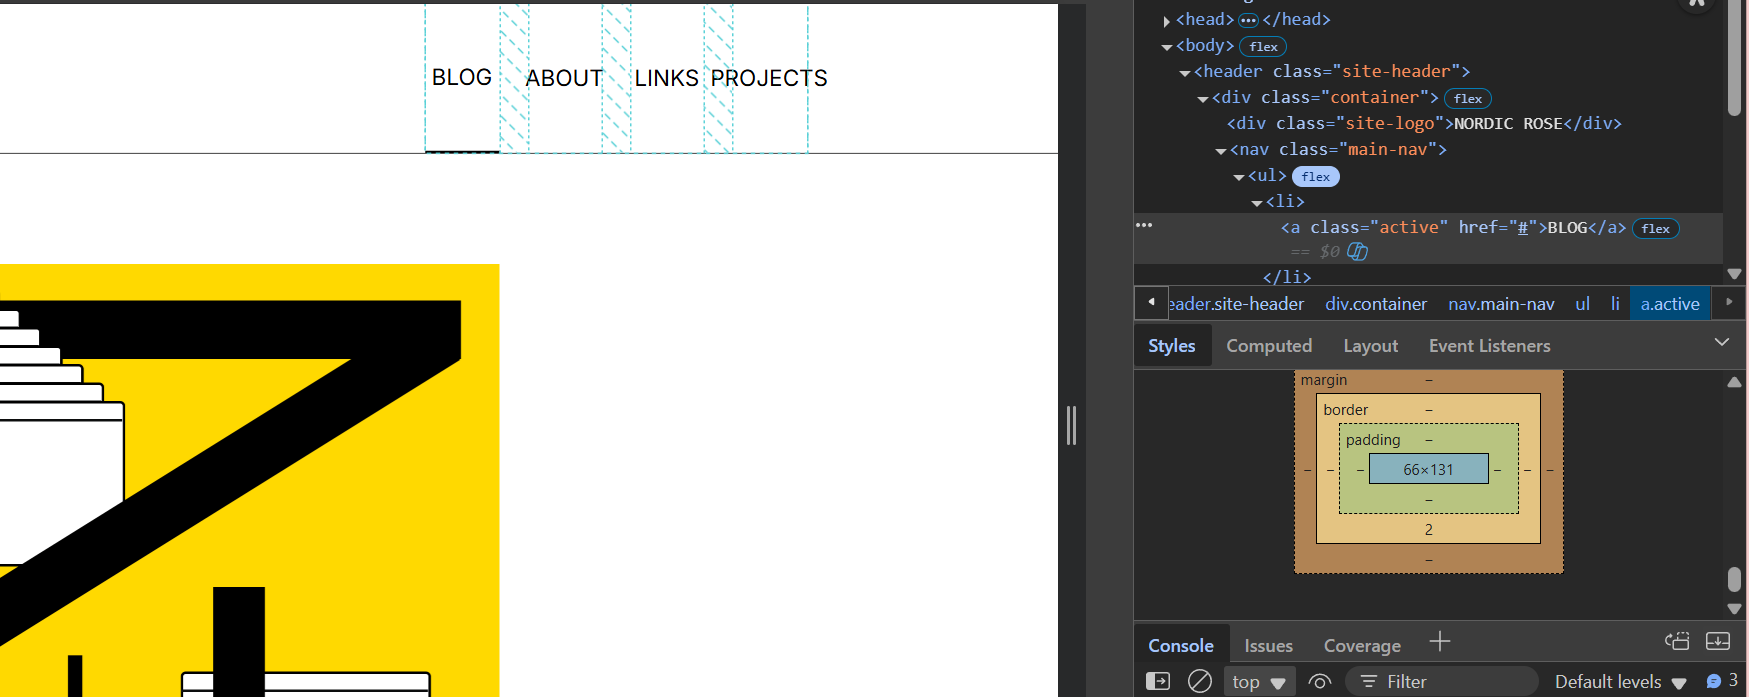 BLOG ABOUT LINKS PROJECTS
<head> ••• </head>
<body> flex
<header class="site-header">
<div class="container"> flex
<div class="site-logo">NORDIC ROSE</div>
<nav class="main-nav">
<ul> flex
<li>
••• <a class="active" href="#">BLOG</a> flex
== $0
</li>
eader.site-header div.container nav.main-nav ul li a.active
Styles Computed Layout Event Listeners
margin –
border –
padding –
– – – 66×131 – – –
–
2
–
Console Issues Coverage
top Filter Default levels 3